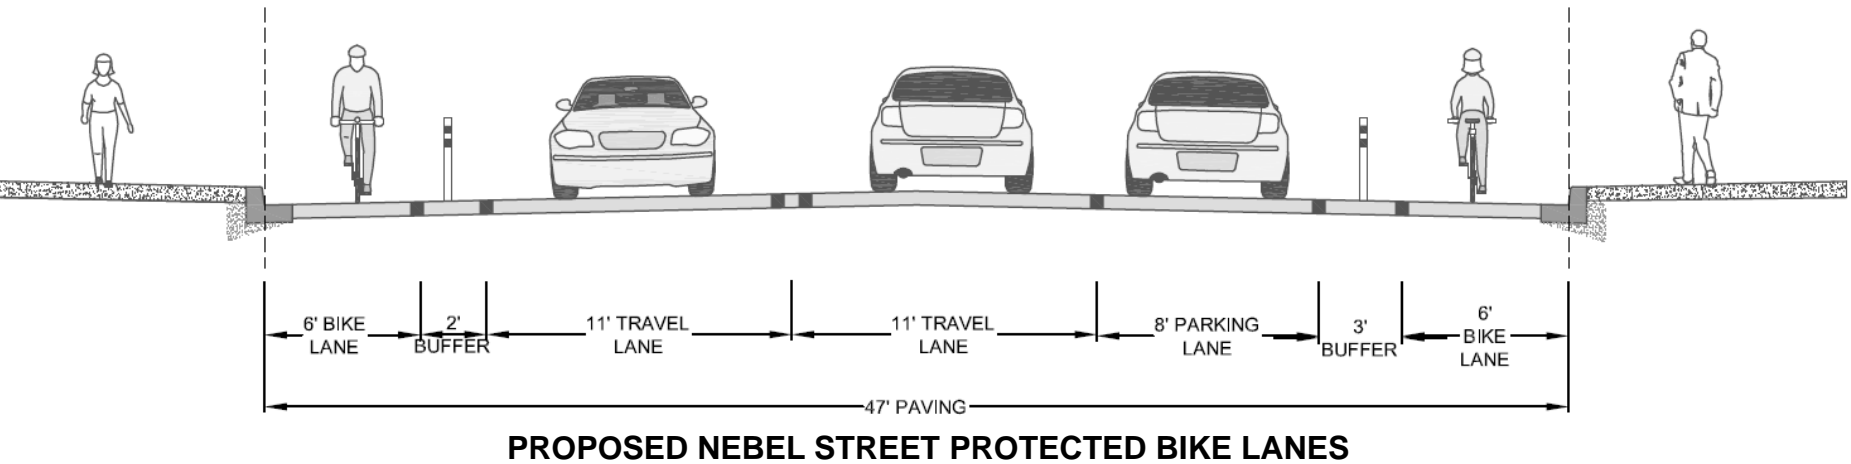 6' BIKE
LANE
2'
BUFFER
11' TRAVEL
LANE
11' TRAVEL
LANE
8' PARKING
LANE
3'
BUFFER
6'
BIKE
LANE
47' PAVING
PROPOSED NEBEL STREET PROTECTED BIKE LANES